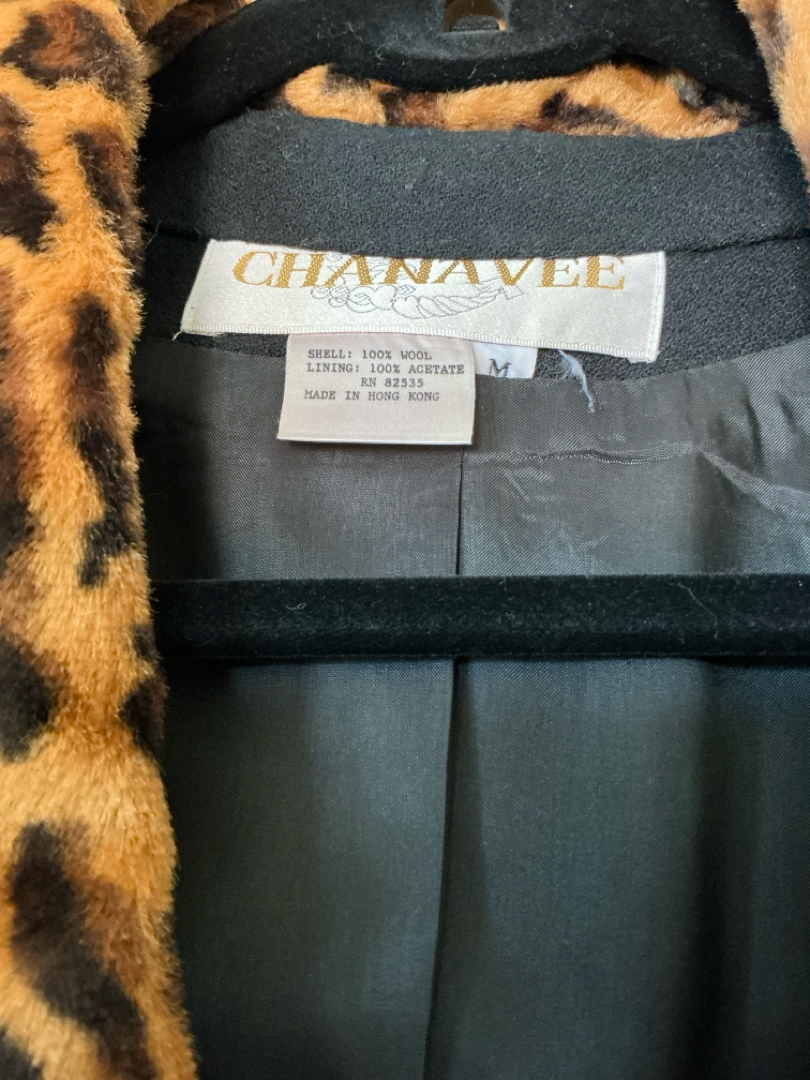 CHANAVEE
SHELL: 100% WOOL
LINING: 100% ACETATE
RN 82535
MADE IN HONG KONG
M